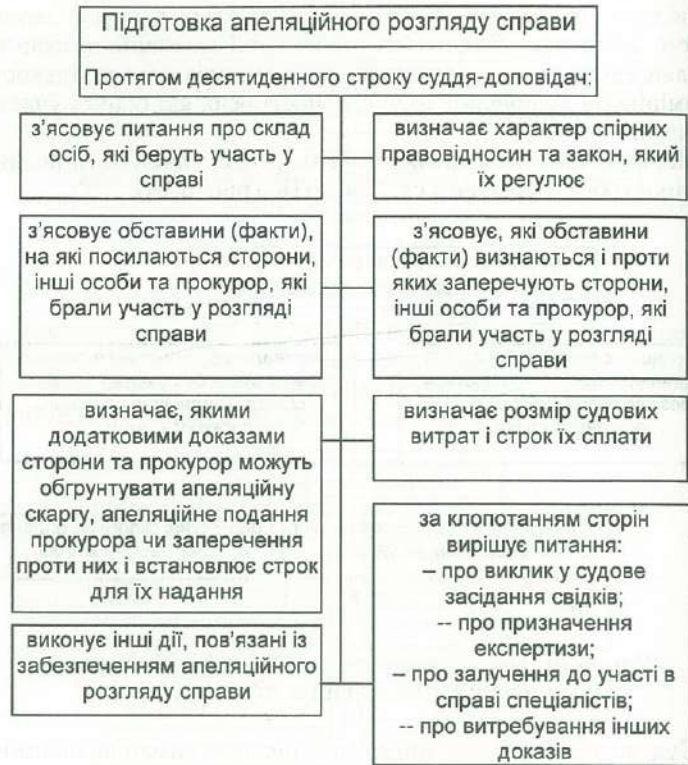 Підготовка апеляційного розгляду справи
Протягом десятиденного строку суддя-доповідач:
з'ясовує питання про склад
осіб, які беруть участь у
справі
визначає характер спірних
правовідносин та закон, який
їх регулює
з'ясовує обставини (факти),
на які посилаються сторони,
інші особи та прокурор, які
брали участь у розгляді
справи
з'ясовує, які обставини
(факти) визнаються і проти
яких заперечують сторони,
інші особи та прокурор, які
брали участь у розгляді
справи
визначає, якими
додатковими доказами
сторони та прокурор можуть
обгрунтувати апеляційну
скаргу, апеляційне подання
прокурора чи заперечення
проти них і встановлює строк
для їх надання
визначає розмір судових
витрат і строк їх сплати
виконує інші дії, пов'язані із
забезпеченням апеляційного
розгляду справи
за клопотанням сторін
вирішує питання:
– про виклик у судове
засідання свідків;
-- про призначення
експертизи;
– про залучення до участі в
справі спеціалістів;
-- про витребування інших
доказів